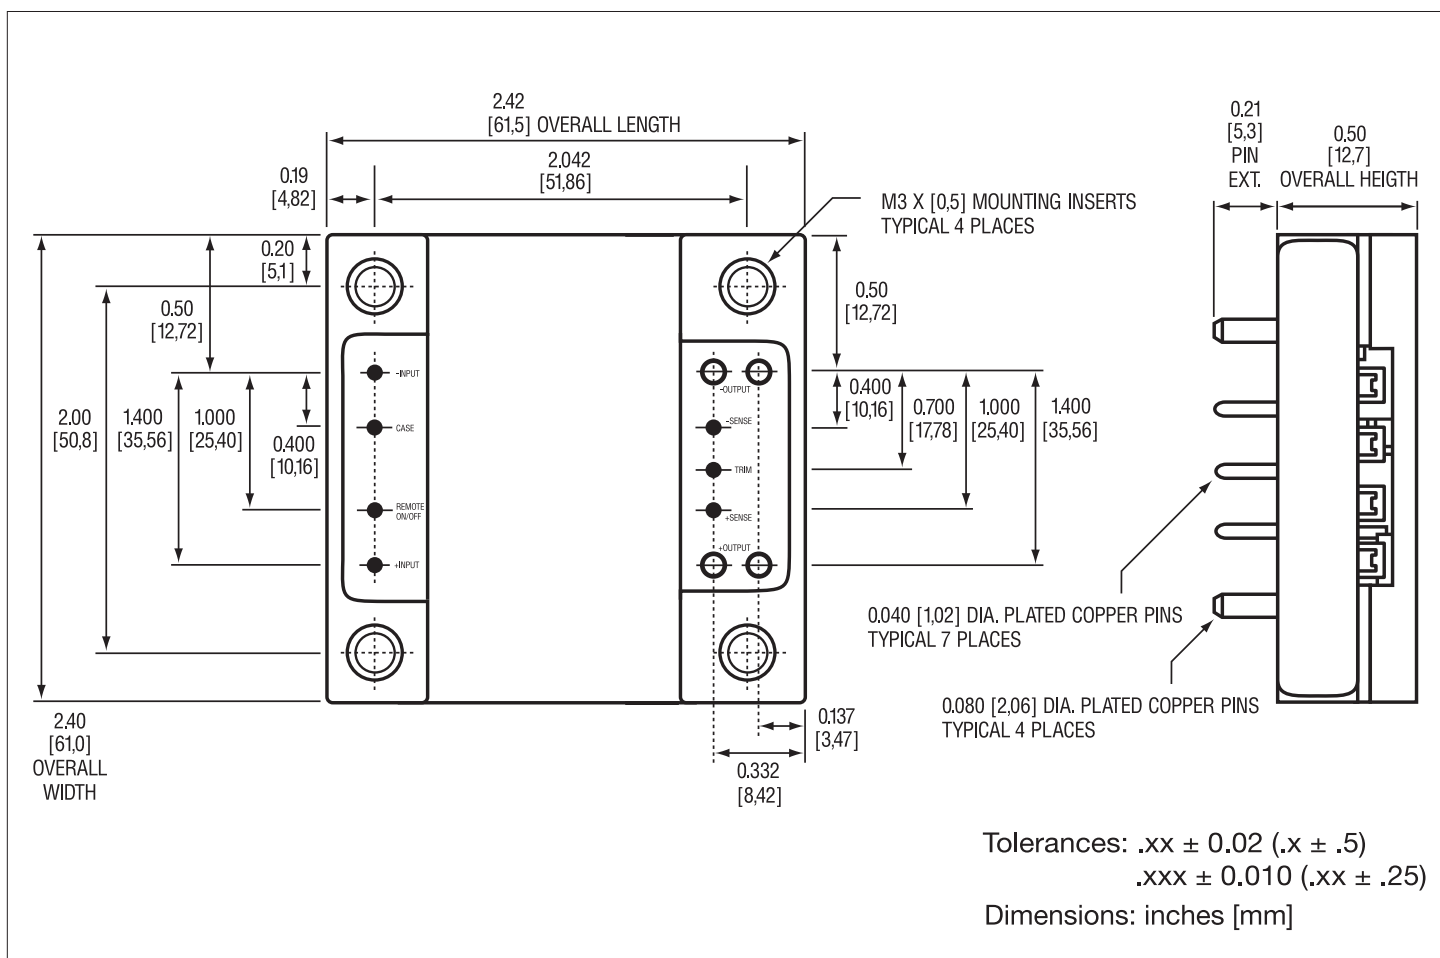 2.42
[61,5] OVERALL LENGTH
2.042
[51,86]
0.19
[4,82]
0.21
[5,3]
PIN
EXT.
0.50
[12,7]
OVERALL HEIGTH
M3 X [0,5] MOUNTING INSERTS
TYPICAL 4 PLACES
0.20
[5,1]
0.50
[12,72]
0.50
[12,72]
-INPUT
CASE
REMOTE
ON/OFF
+INPUT
-OUTPUT
-SENSE
TRIM
+SENSE
+OUTPUT
2.00
[50,8]
1.400
[35,56]
1.000
[25,40]
0.400
[10,16]
0.400
[10,16]
0.700
[17,78]
1.000
[25,40]
1.400
[35,56]
0.040 [1,02] DIA. PLATED COPPER PINS
TYPICAL 7 PLACES
0.080 [2,06] DIA. PLATED COPPER PINS
TYPICAL 4 PLACES
2.40
[61,0]
OVERALL
WIDTH
0.137
[3,47]
0.332
[8,42]
Tolerances: .xx ± 0.02 (.x ± .5)
.xxx ± 0.010 (.xx ± .25)
Dimensions: inches [mm]